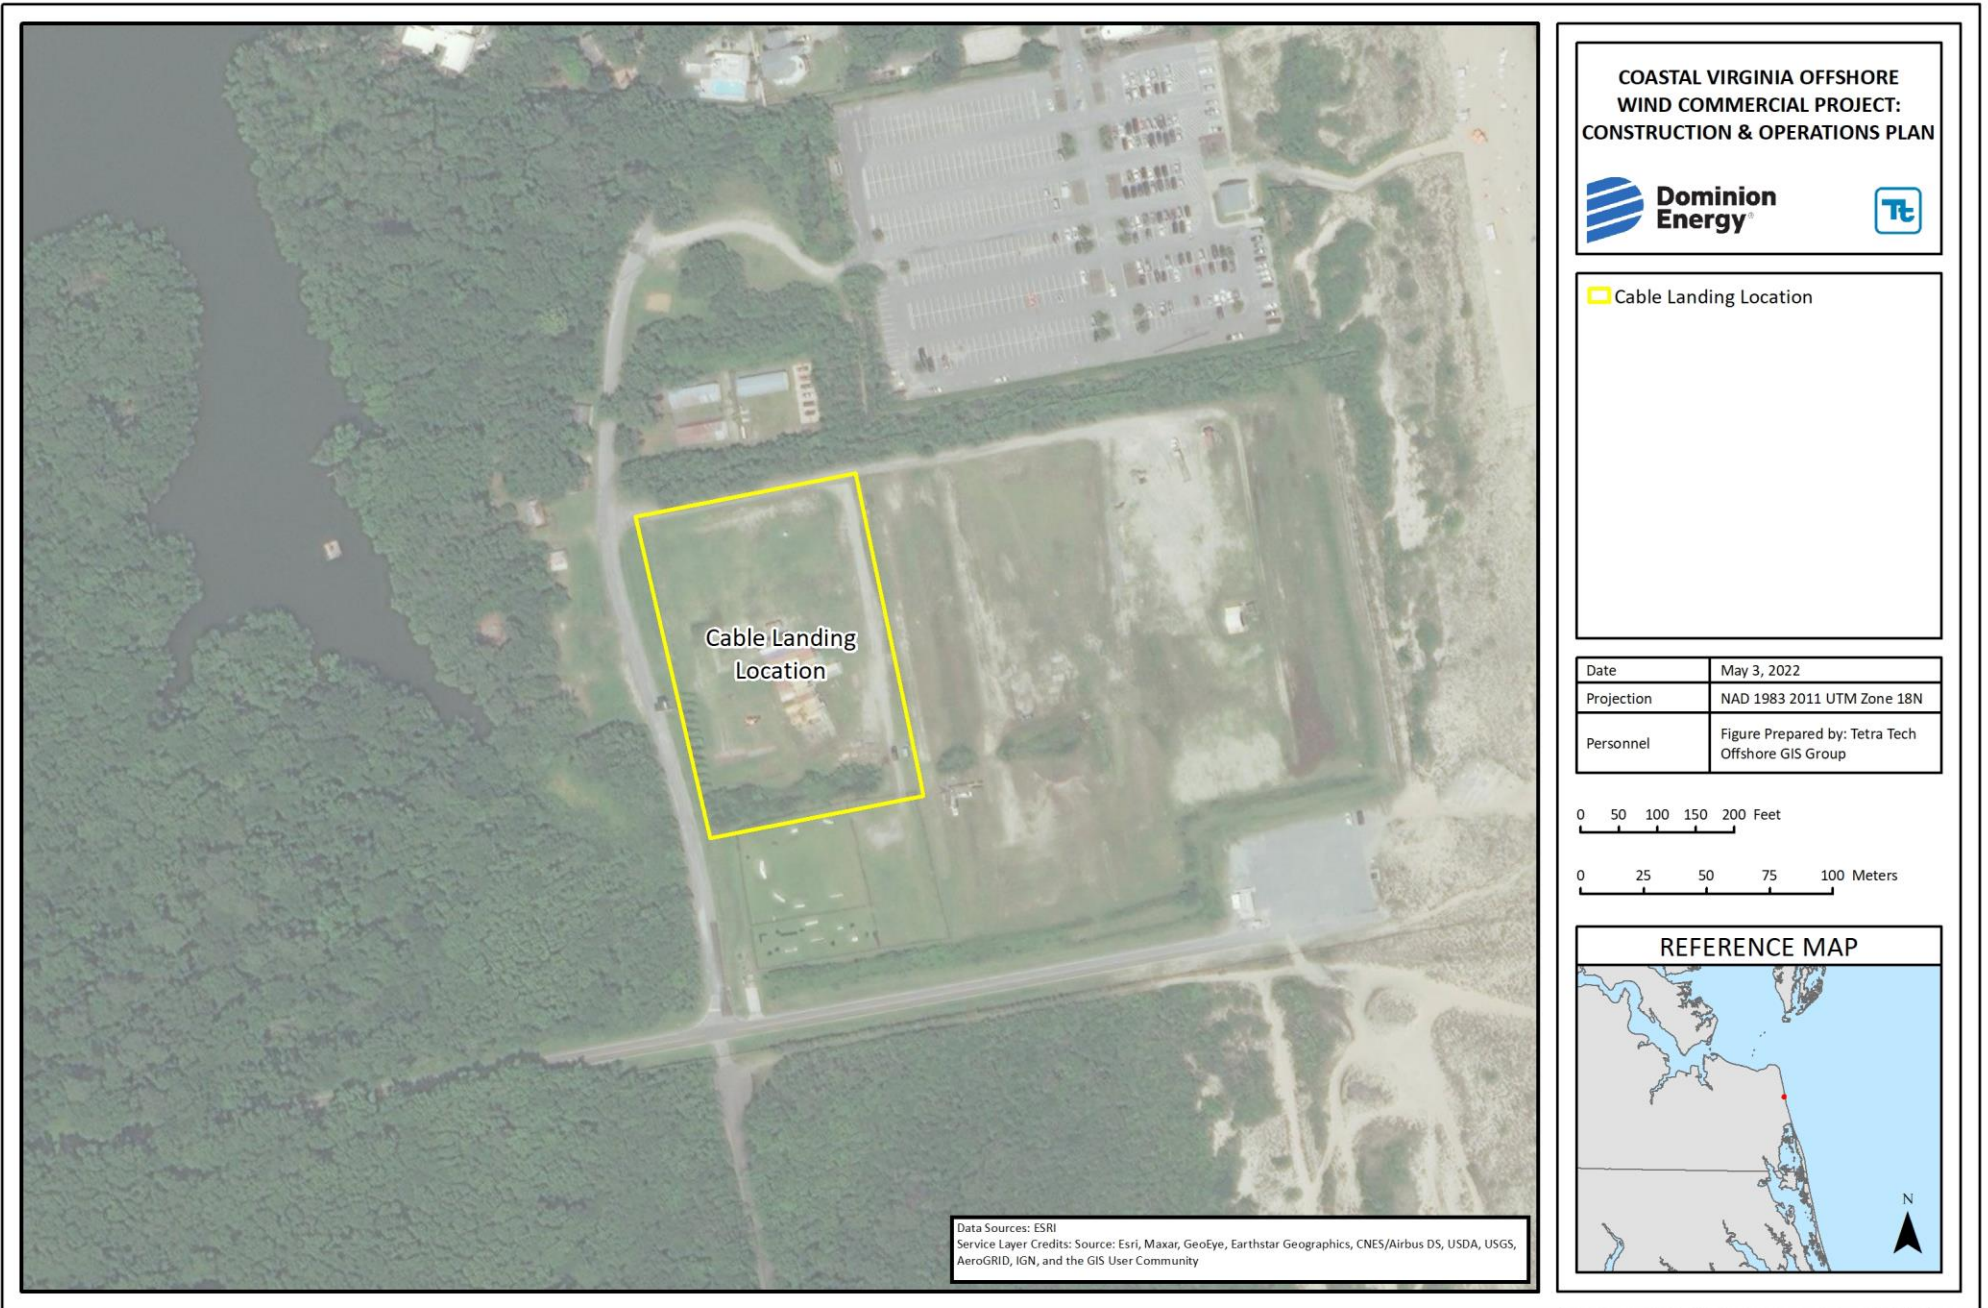 COASTAL VIRGINIA OFFSHORE
WIND COMMERCIAL PROJECT:
CONSTRUCTION & OPERATIONS PLAN
Dominion
Energy®
Tt
Cable Landing Location
Cable Landing
Location
Date May 3, 2022
Projection NAD 1983 2011 UTM Zone 18N
Personnel Figure Prepared by: Tetra Tech
Offshore GIS Group
0 50 100 150 200 Feet
0 25 50 75 100 Meters
REFERENCE MAP
N
Data Sources: ESRI
Service Layer Credits: Source: Esri, Maxar, GeoEye, Earthstar Geographics, CNES/Airbus DS, USDA, USGS,
AeroGRID, IGN, and the GIS User Community